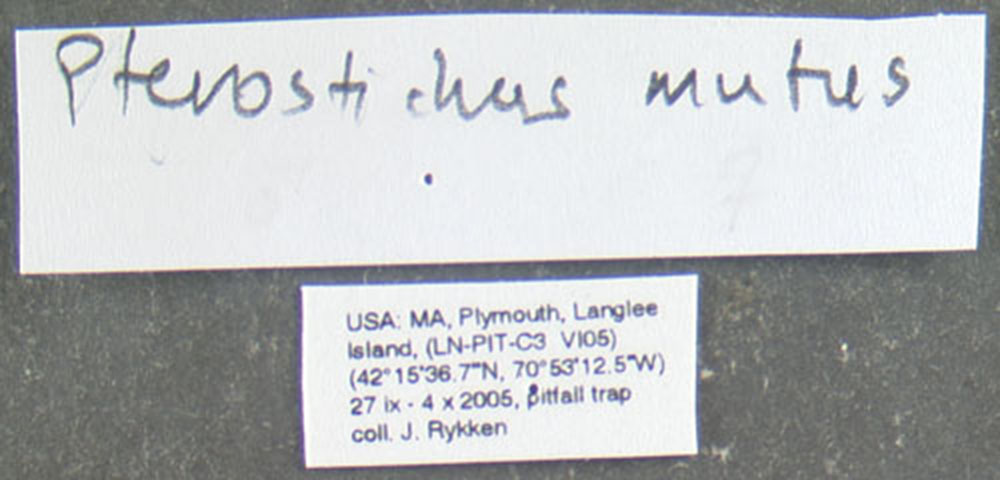 Pterostichus mutus
USA: MA, Plymouth, Langlee
Island, (LN-PIT-C3 VI05)
(42°15'36.7"N, 70°53'12.5"W)
27 ix - 4 x 2005, pitfall trap
coll. J. Rykken